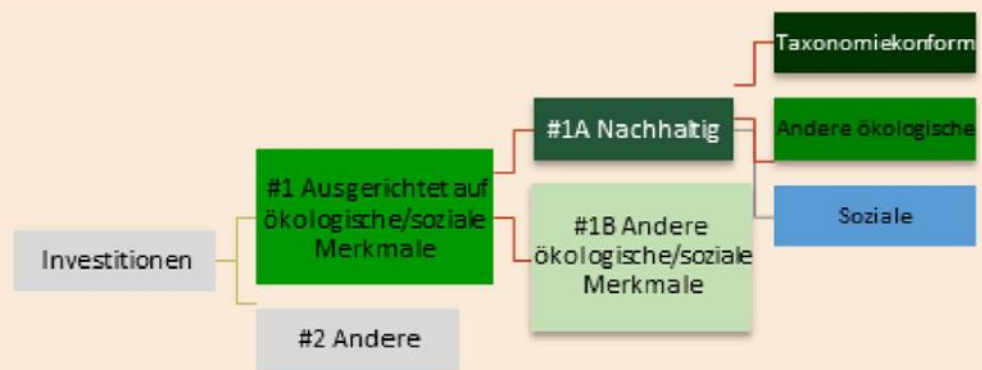 Investitionen
#1 Ausgerichtet auf
ökologische/soziale
Merkmale
#2 Andere
#1A Nachhaltig
#1B Andere
ökologische/soziale
Merkmale
Taxonomiekonform
Andere ökologische
Soziale